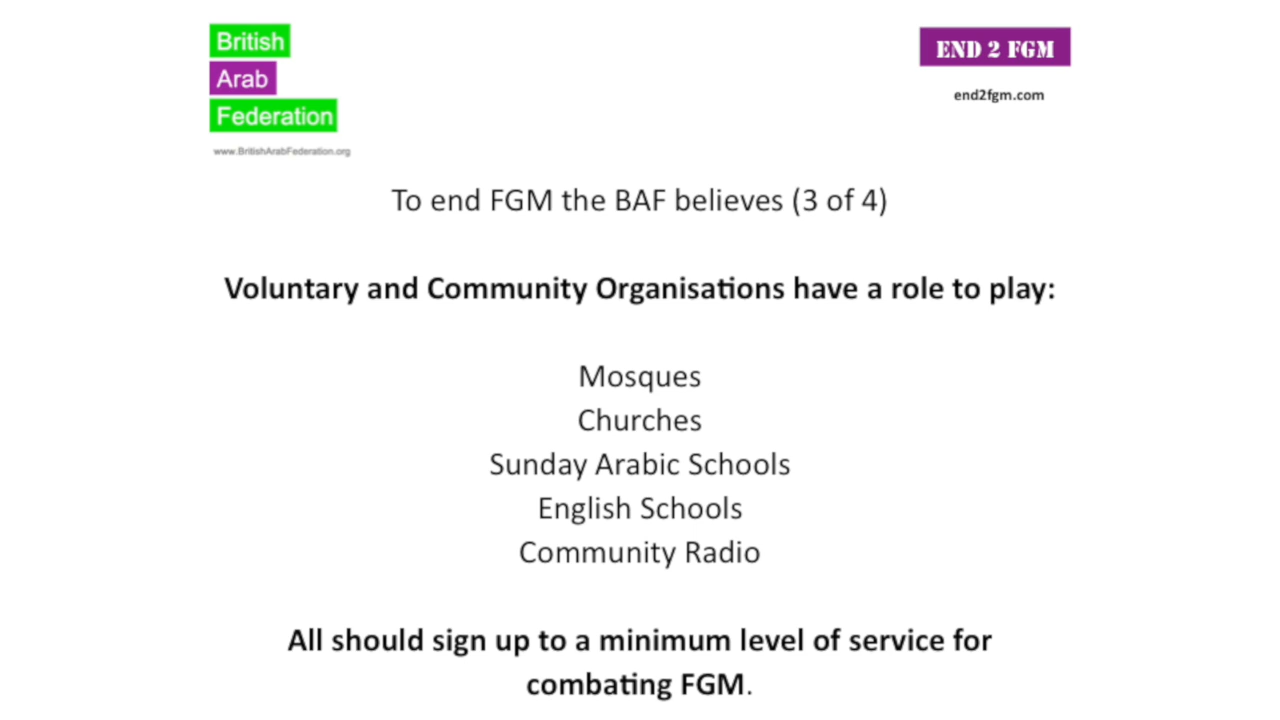 British
Arab
Federation
www.BritishArabFederation.org
END 2 FGM
end2fgm.com
To end FGM the BAF believes (3 of 4)
Voluntary and Community Organisations have a role to play:
Mosques
Churches
Sunday Arabic Schools
English Schools
Community Radio
All should sign up to a minimum level of service for
combating FGM.